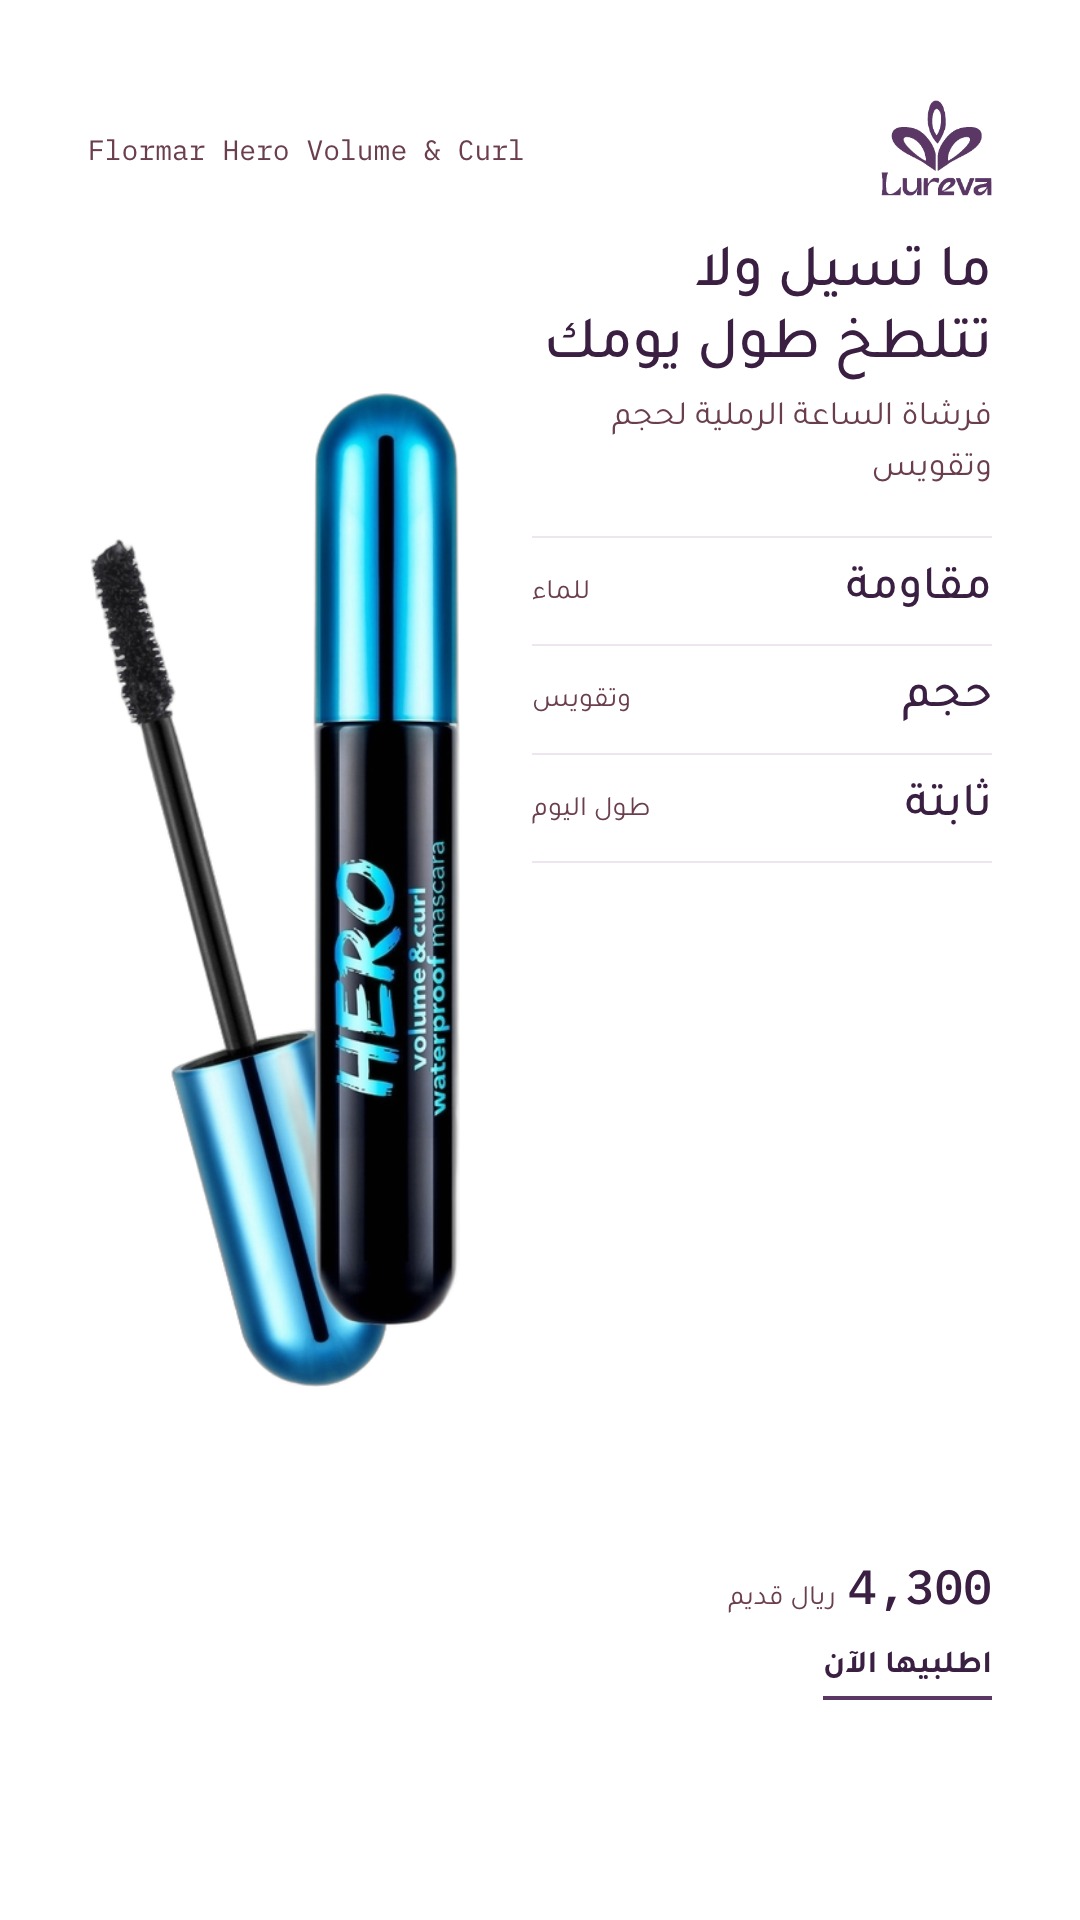 Flormar Hero Volume & Curl
Lureva
ما تسيل ولا
تتلطخ طول يومك
فرشاة الساعة الرملية لحجم
وتقويس
مقاومة للماء
حجم وتقويس
ثابتة طول اليوم
HERO
volume & curl
waterproof mascara
4,300 ريال قديم
اطلبيها الآن